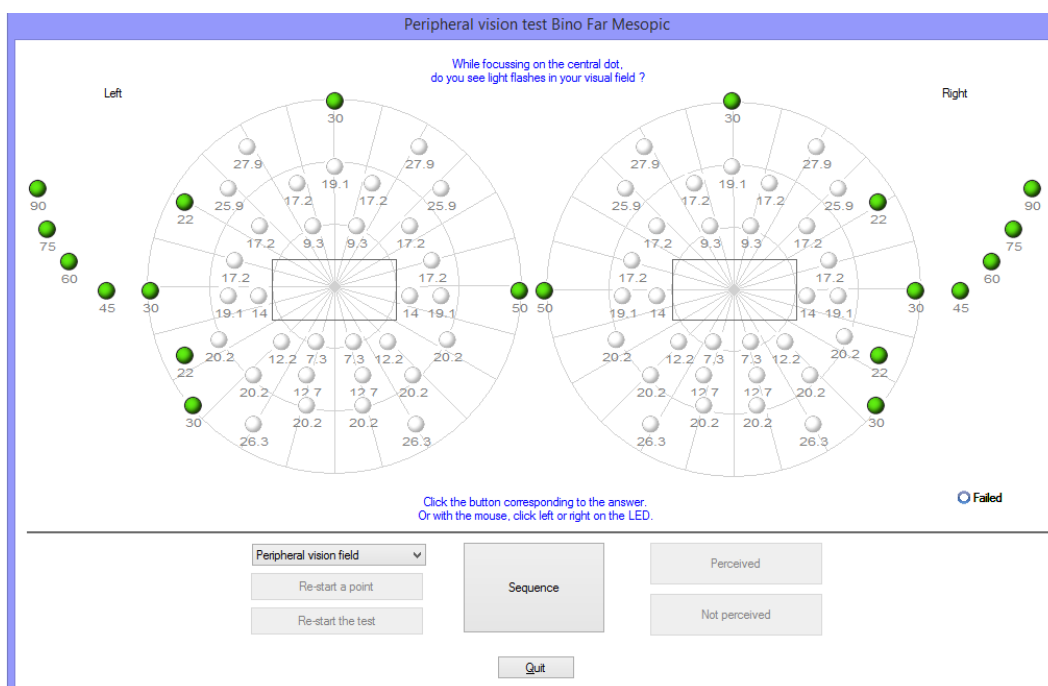 Peripheral vision test Bino Far Mesopic
While focussing on the central dot,
do you see light flashes in your visual field ?
Left
Right
30
30
27.9 27.9 27.9 27.9
19.1 19.1
90 25.9 17.2 17.2 25.9 25.9 17.2 17.2 25.9 90
22 22
75 17.2 9.3 9.3 17.2 17.2 9.3 9.3 17.2 75
60 17.2 17.2 17.2 17.2 60
45 30 19.1 14 14 19.1 50 50 19.1 14 14 19.1 30 45
20.2 12.2 7.3 7.3 12.2 20.2 20.2 12.2 7.3 7.3 12.2 20.2
22 22
20.2 12.7 12.7 20.2 20.2 12.7 12.7 20.2
30 20.2 20.2 20.2 20.2 30
26.3 26.3 26.3 26.3
Click the button corresponding to the answer.
Or with the mouse, click left or right on the LED.
Failed
Peripheral vision field
Re-start a point
Re-start the test
Sequence
Perceived
Not perceived
Quit